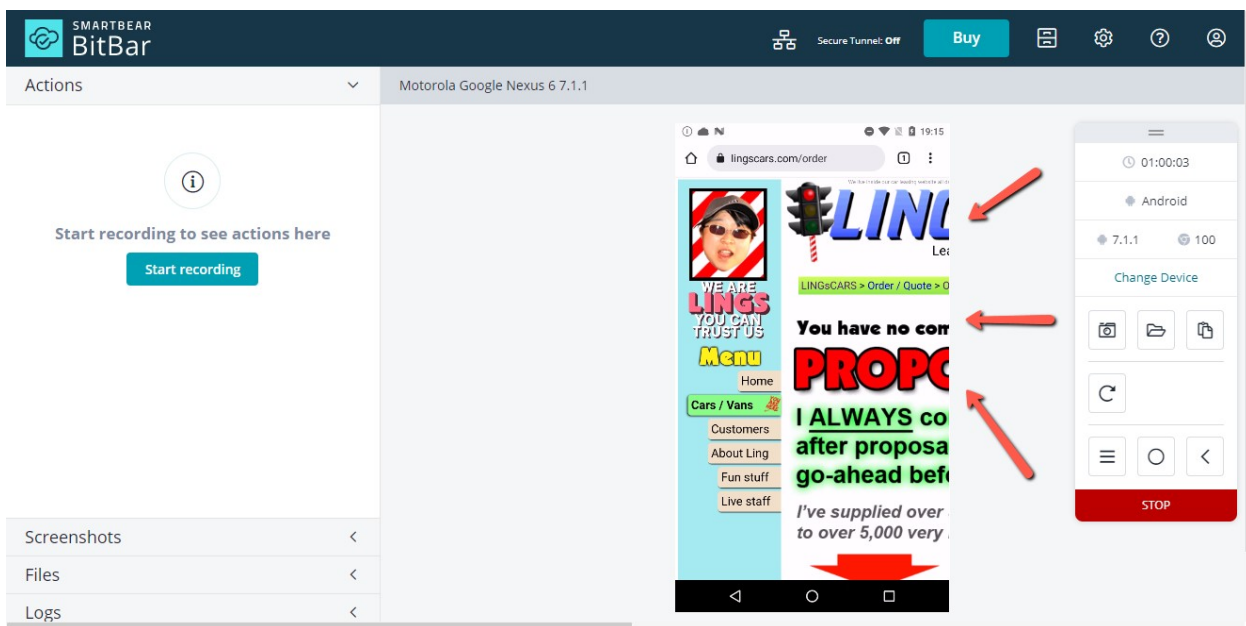 SMARTBEAR
BitBar
Secure Tunnel: Off
Buy
Actions
Motorola Google Nexus 6 7.1.1
Start recording to see actions here
Start recording
Screenshots
Files
Logs
19:15
lingscars.com/order
1
LING
Lea
LINGsCARS > Order / Quote > O
WE ARE
LINGS
YOU CAN
TRUST US
Menu
Home
Cars / Vans
Customers
About Ling
Fun stuff
Live staff
You have no com
PROPO
I ALWAYS co
after proposa
go-ahead befo
I've supplied over
to over 5,000 very
01:00:03
Android
7.1.1 100
Change Device
STOP